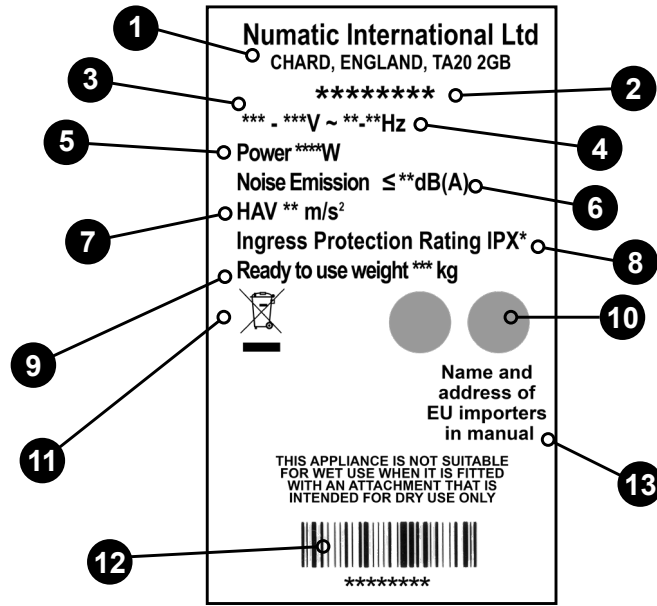 1
Numatic International Ltd
CHARD, ENGLAND, TA20 2GB
3
******** 2
*** - ***V ~ **-**Hz
4
5
Power ****W
Noise Emission ≤ **dB(A)
6
7
HAV ** m/s²
Ingress Protection Rating IPX*
8
9
Ready to use weight *** kg
10
11
Name and
address of
EU importers
in manual
13
THIS APPLIANCE IS NOT SUITABLE
FOR WET USE WHEN IT IS FITTED
WITH AN ATTACHMENT THAT IS
INTENDED FOR DRY USE ONLY
12
********